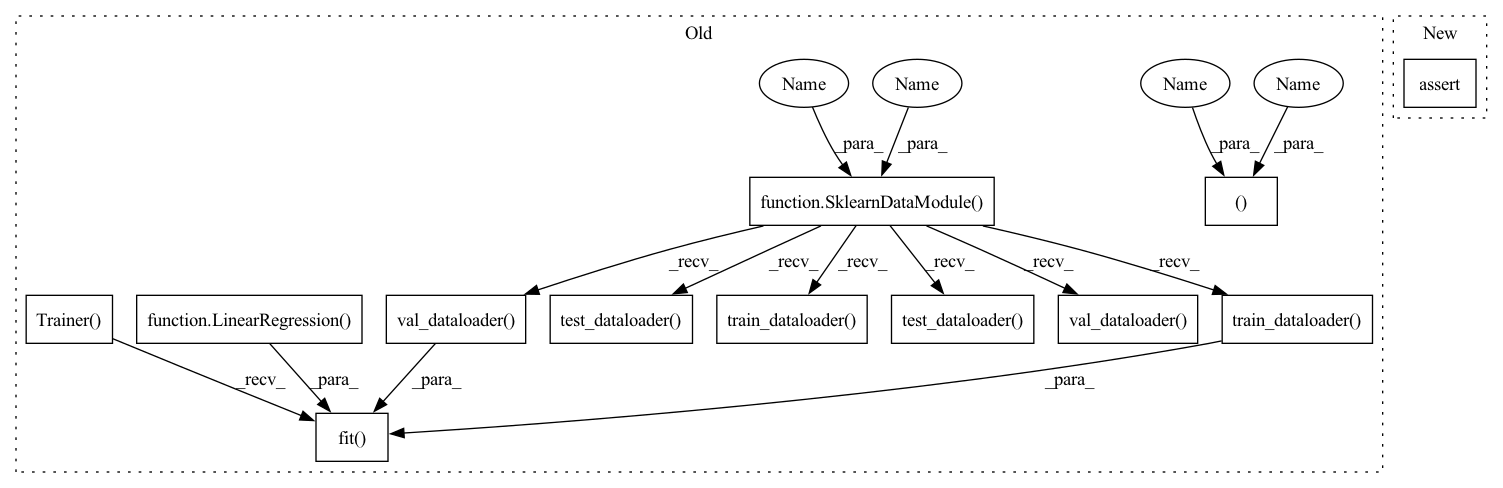 Old
New
Name
Name
Name
Name
assert
_para_
_para_
_para_
_para_
function.SklearnDataModule()
()
_recv_
_recv_
_recv_
_recv_
_recv_
_recv_
Trainer()
function.LinearRegression()
val_dataloader()
test_dataloader()
train_dataloader()
test_dataloader()
val_dataloader()
train_dataloader()
_recv_
_para_
_para_
_para_
fit()